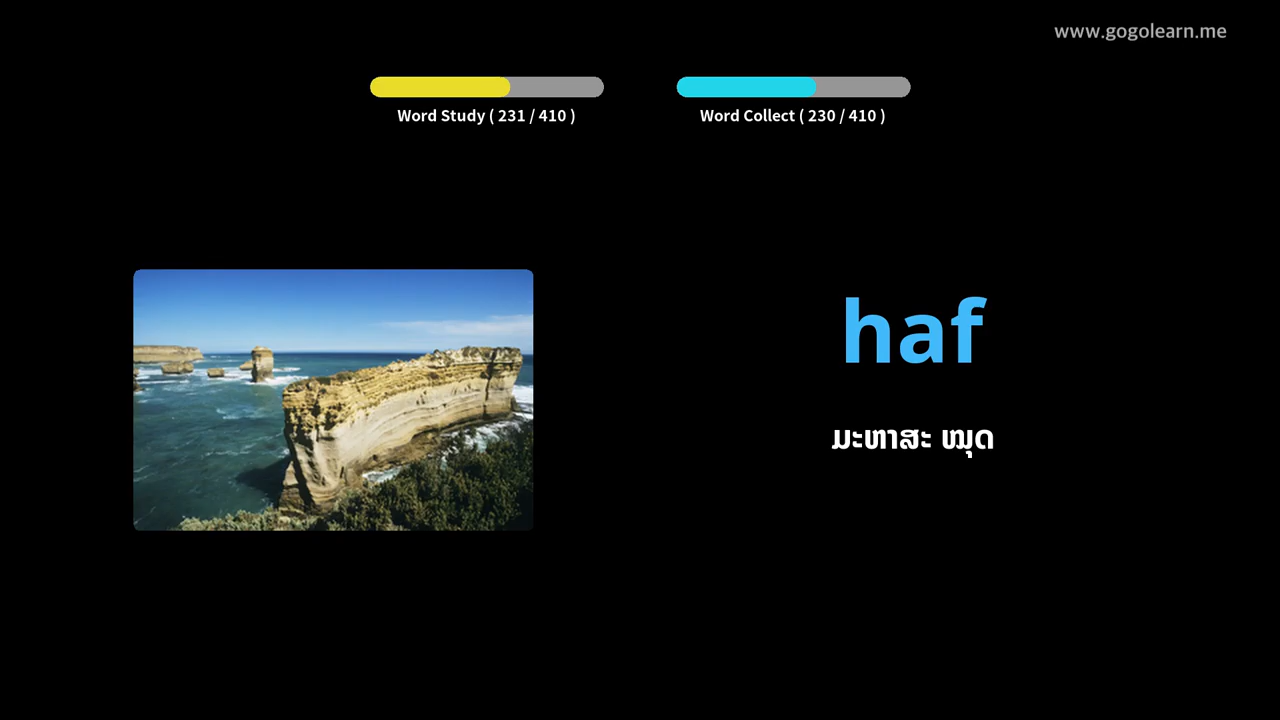 www.gogolearn.me
Word Study ( 231 / 410 )
Word Collect ( 230 / 410 )
haf
ມະຫາສະ ໝຸດ